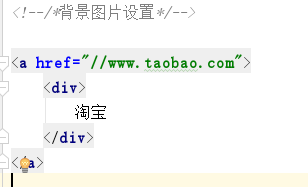 <!--/*背景图片设置*/-->
<a href="//www.taobao.com">
<div>
淘宝
</div>
< a>